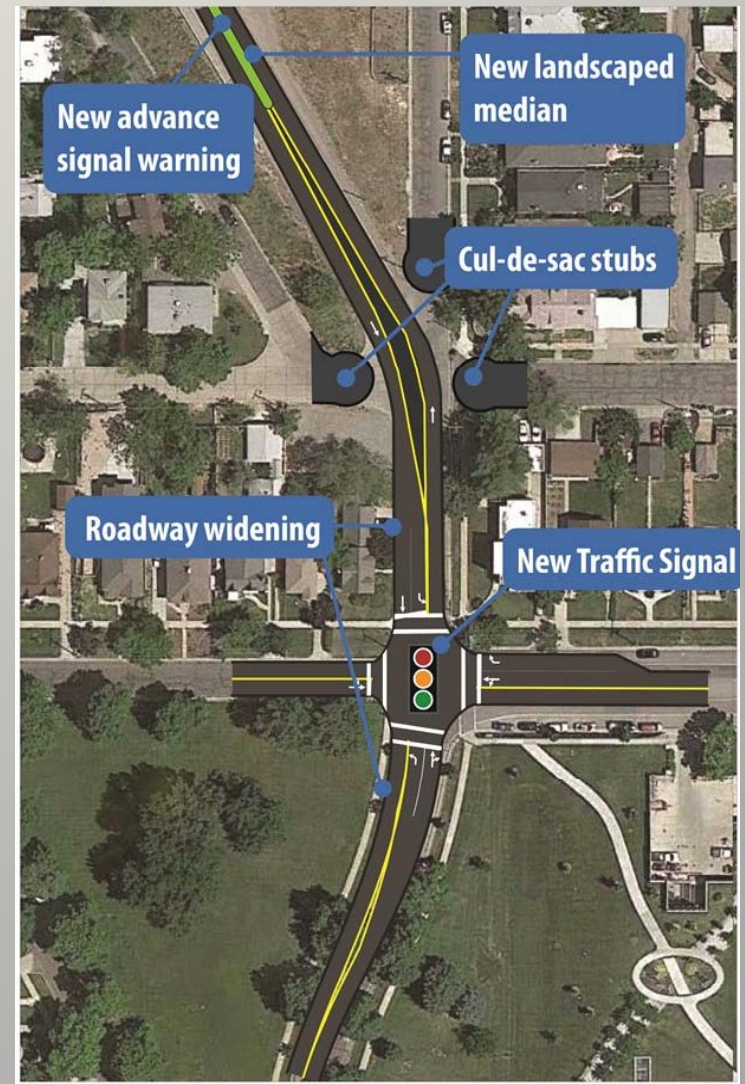 New landscaped
median
New advance
signal warning
Cul-de-sac stubs
Roadway widening
New Traffic Signal